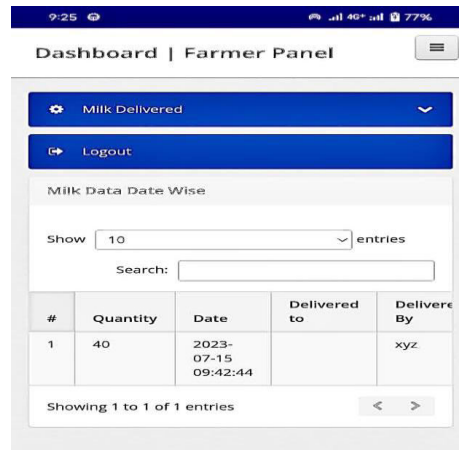 9:25 4G+ 77%
Dashboard | Farmer Panel
Milk Delivered
Logout
Milk Data Date Wise
Show 10 entries
Search:
# Quantity Date Delivered to Delivere By
1 40 2023-07-15 09:42:44 xyz
Showing 1 to 1 of 1 entries < >